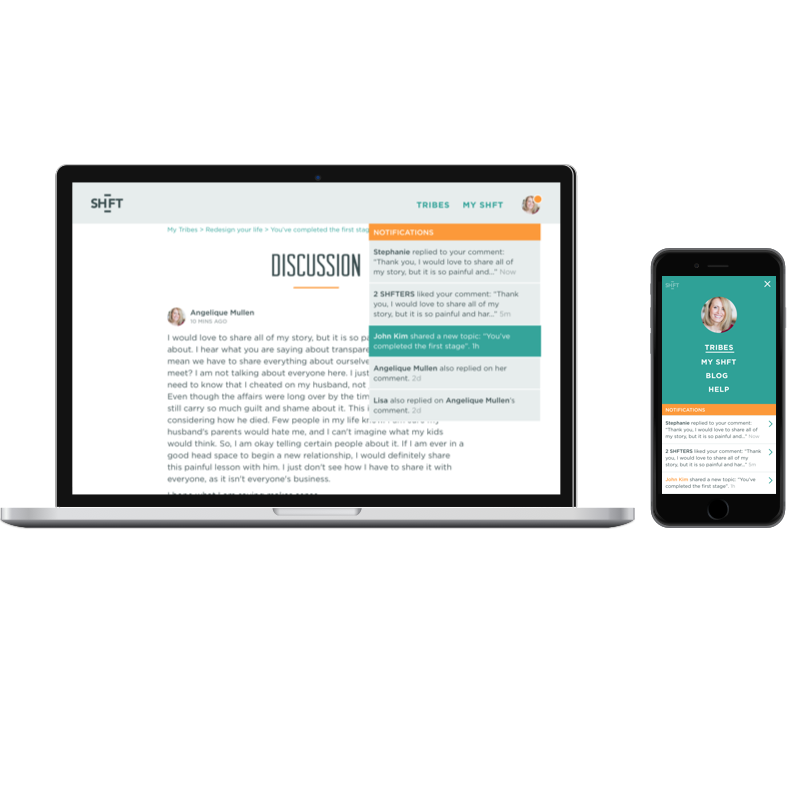 SHFT
TRIBES MY SHFT
My Tribes > Redesign your life > You've completed the first stag
NOTIFICATIONS
DISCUSSION
Stephanie replied to your comment:
"Thank you, I would love to share all of
my story, but it is so painful and..." Now
2 SHFTERS liked your comment: "Thank
you, I would love to share all of my
story, but it is so painful and har..." 5m
John Kim shared a new topic: "You've
completed the first stage". 1h
Angelique Mullen also replied on her
comment. 2d
Lisa also replied on Angelique Mullen's
comment. 2d
Angelique Mullen
10 MINS AGO
I would love to share all of my story, but it is so pa
about. I hear what you are saying about transpare
mean we have to share everything about ourselve
meet? I am not talking about everyone here. I just
need to know that I cheated on my husband, not
Even though the affairs were long over by the tim
still carry so much guilt and shame about it. This i
considering how he died. Few people in my life
husband's parents would hate me, and I can't imagine what my kids
would think. So, I am okay telling certain people about it. If I am ever in a
good head space to begin a new relationship, I would definitely share
this painful lesson with him. I just don't see how I have to share it with
everyone, as it isn't everyone's business.
SHFT
TRIBES
MY SHFT
BLOG
HELP
NOTIFICATIONS
Stephanie replied to your comment:
"Thank you, I would love to share all of
my story, but it is so painful and..." Now
2 SHFTERS liked your comment: "Thank
you, I would love to share all of my
story, but it is so painful and har..." 5m
John Kim shared a new topic: "You've
completed the first stage". 1h